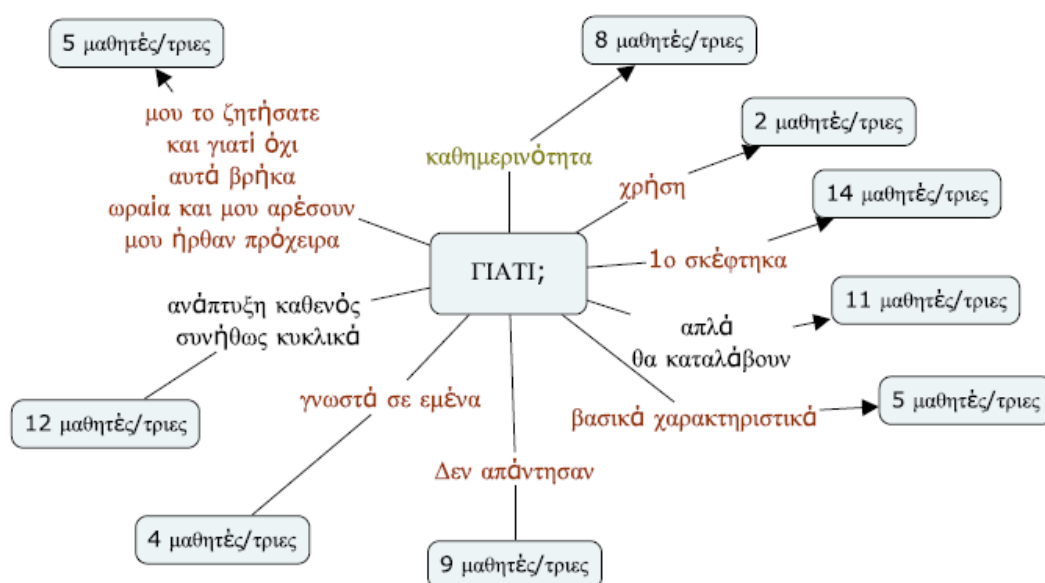 5 μαθητές/τριες
μου το ζητήσατε
και γιατί όχι
αυτά βρήκα
ωραία και μου αρέσουν
μου ήρθαν πρόχειρα
8 μαθητές/τριες
καθημερινότητα
2 μαθητές/τριες
χρήση
14 μαθητές/τριες
1ο σκέφτηκα
ΓΙΑΤΙ;
11 μαθητές/τριες
απλά
θα καταλάβουν
ανάπτυξη καθενός
συνήθως κυκλικά
12 μαθητές/τριες
γνωστά σε εμένα
4 μαθητές/τριες
Δεν απάντησαν
9 μαθητές/τριες
βασικά χαρακτηριστικά
5 μαθητές/τριες